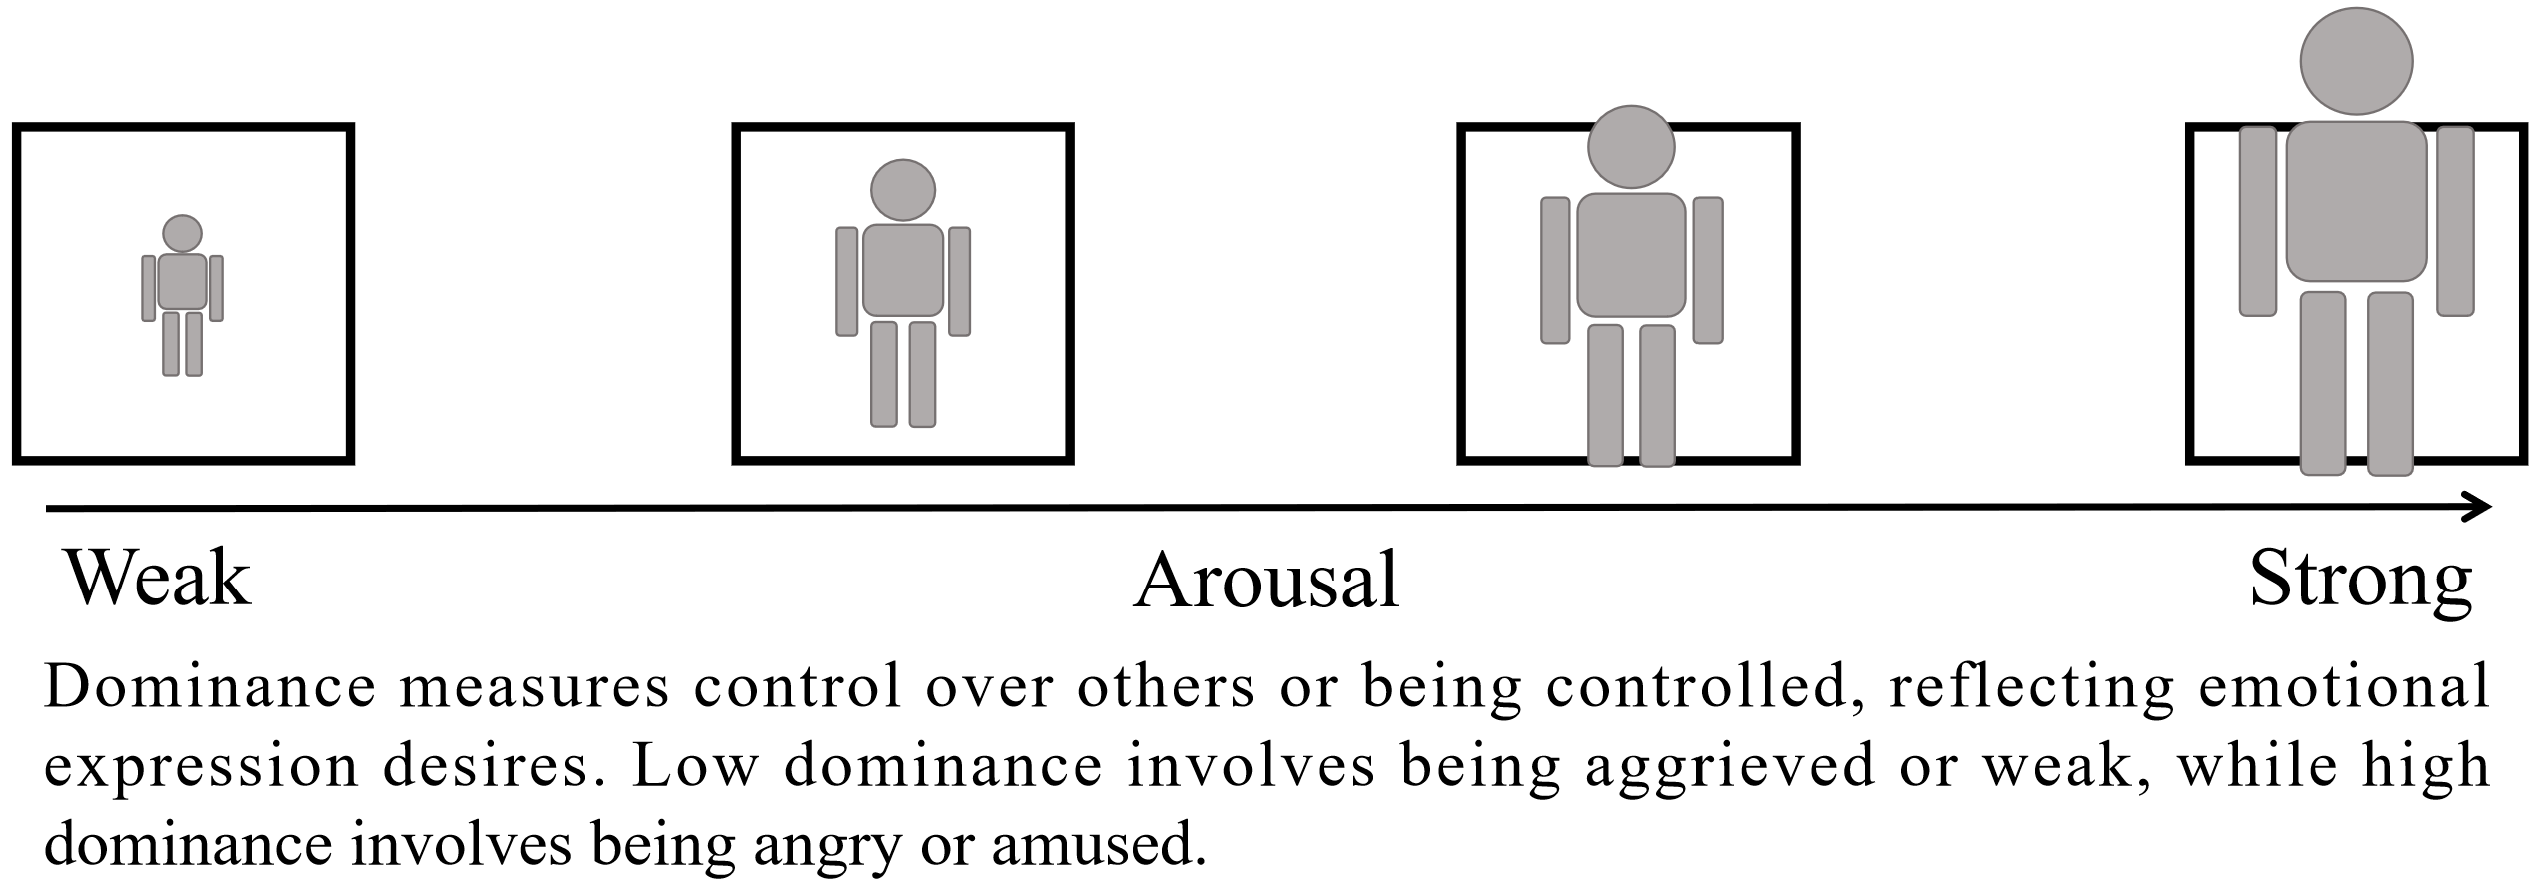 Weak Arousal Strong
Dominance measures control over others or being controlled, reflecting emotional
expression desires. Low dominance involves being aggrieved or weak, while high
dominance involves being angry or amused.